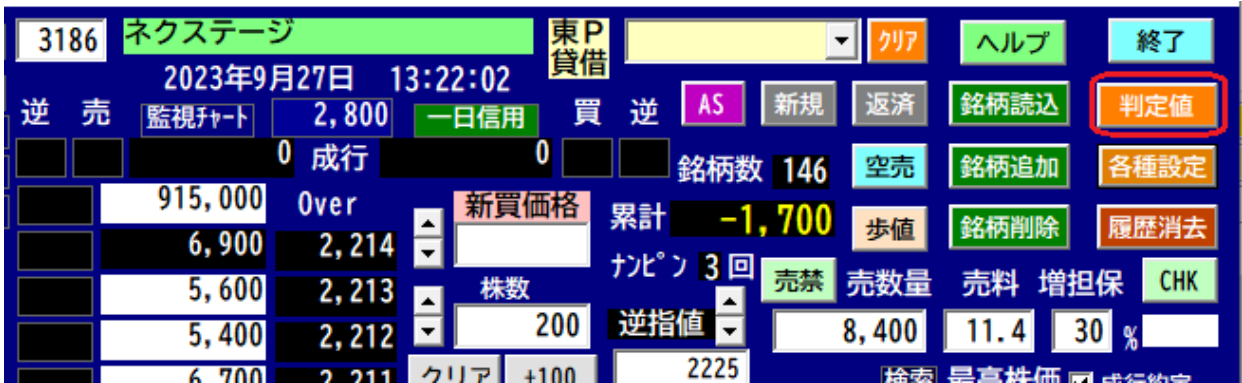 3186 ネクステージ 東P 貸借 クリア ヘルプ 終了
2023年9月27日 13:22:02
逆 売 監視ﾁｬｰﾄ 2,800 一日信用 買 逆 AS 新規 返済 銘柄読込 判定値
0 成行 0 銘柄数 146 空売 銘柄追加 各種設定
915,000 Over 新買価格 累計 -1,700 歩値 銘柄削除 履歴消去
6,900 2,214 ﾅﾝﾋﾟﾝ 3回 売禁 売数量 売料 増担保 CHK
5,600 2,213 株数
5,400 2,212 200 逆指値 8,400 11.4 30 %
6,700 2,211 クリア +100 2225 検索 最高株価 成行約定